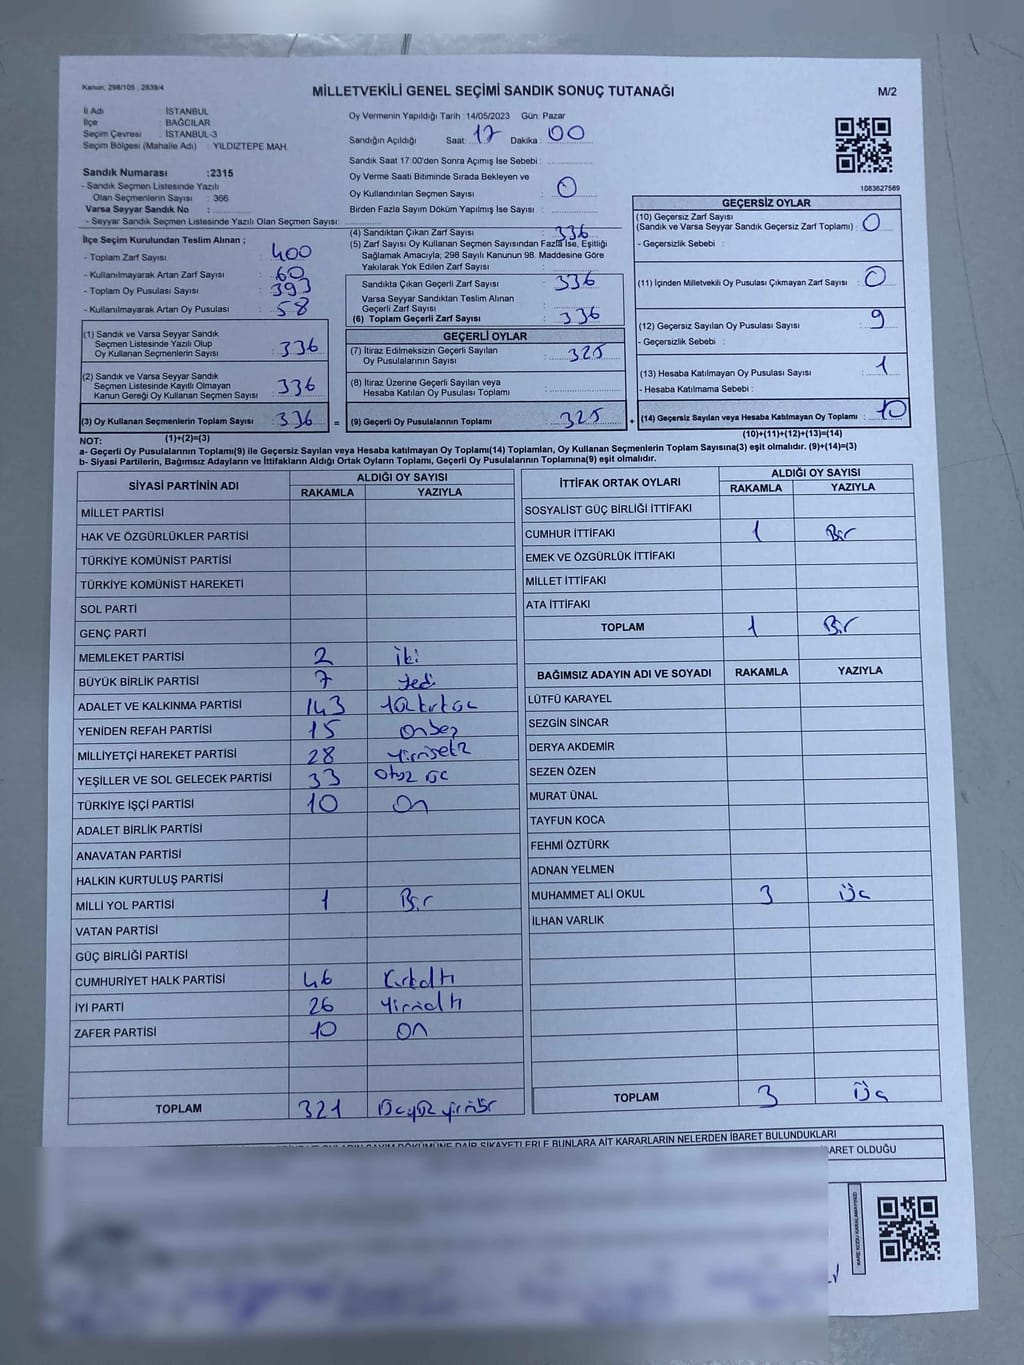 Kanun: 298/105 , 2839/4
MİLLETVEKİLİ GENEL SEÇİMİ SANDIK SONUÇ TUTANAĞI
M/2
İl Adı : İSTANBUL
İlçe : BAĞCILAR
Seçim Çevresi : İSTANBUL-3
Seçim Bölgesi (Mahalle Adı) : YILDIZTEPE MAH.
Oy Vermenin Yapıldığı Tarih :14/05/2023 Gün: Pazar
Sandığın Açıldığı Saat: 17 Dakika : 00
Sandık Saat 17.00'den Sonra Açımış İse Sebebi :
Oy Verme Saati Bitiminde Sırada Bekleyen ve
Oy Kullandırılan Seçmen Sayısı : 0
Birden Fazla Sayım Döküm Yapılmış İse Sayısı :
1083627589
Sandık Numarası :2315
- Sandık Seçmen Listesinde Yazılı
Olan Seçmenlerin Sayısı : 366
Varsa Seyyar Sandık No :
- Seyyar Sandık Seçmen Listesinde Yazılı Olan Seçmen Sayısı:
İlçe Seçim Kurulundan Teslim Alınan ;
- Toplam Zarf Sayısı : 400
- Kullanılmayarak Artan Zarf Sayısı : 60
- Toplam Oy Pusulası Sayısı : 393
- Kullanılmayarak Artan Oy Pusulası : 58
(1) Sandık ve Varsa Seyyar Sandık
Seçmen Listesinde Yazılı Olup
Oy Kullanan Seçmenlerin Sayısı : 336
(2) Sandık ve Varsa Seyyar Sandık
Seçmen Listesinde Kayıtlı Olmayan
Kanun Gereği Oy Kullanan Seçmen Sayısı : 336
(3) Oy Kullanan Seçmenlerin Toplam Sayısı : 336
(1)+(2)=(3)
(4) Sandıktan Çıkan Zarf Sayısı : 336
(5) Zarf Sayısı Oy Kullanan Seçmen Sayısından Fazla İse, Eşitliği
Sağlamak Amacıyla; 298 Sayılı Kanunun 98. Maddesine Göre
Yakılarak Yok Edilen Zarf Sayısı :
Sandıkta Çıkan Geçerli Zarf Sayısı : 336
Varsa Seyyar Sandıktan Teslim Alınan
Geçerli Zarf Sayısı :
(6) Toplam Geçerli Zarf Sayısı : 336
GEÇERLİ OYLAR
(7) İtiraz Edilmeksizin Geçerli Sayılan
Oy Pusulalarının Sayısı : 325
(8) İtiraz Üzerine Geçerli Sayılan veya
Hesaba Katılan Oy Pusulası Toplamı :
= (9) Geçerli Oy Pusulalarının Toplamı : 325 +
GEÇERSİZ OYLAR
(10) Geçersiz Zarf Sayısı
(Sandık ve Varsa Seyyar Sandık Geçersiz Zarf Toplamı) : 0
- Geçersizlik Sebebi :
(11) İçinden Milletvekili Oy Pusulası Çıkmayan Zarf Sayısı : 0
(12) Geçersiz Sayılan Oy Pusulası Sayısı : 9
- Geçersizlik Sebebi :
(13) Hesaba Katılmayan Oy Pusulası Sayısı : 1
- Hesaba Katılmama Sebebi :
(14) Geçersiz Sayılan veya Hesaba Katılmayan Oy Toplamı : 10
(10)+(11)+(12)+(13)=(14)
NOT:
a- Geçerli Oy Pusulalarının Toplamı(9) ile Geçersiz Sayılan veya Hesaba katılmayan Oy Toplamı(14) Toplamları, Oy Kullanan Seçmenlerin Toplam Sayısına(3) eşit olmalıdır. (9)+(14)=(3)
b- Siyasi Partilerin, Bağımsız Adayların ve İttifakların Aldığı Ortak Oyların Toplamı, Geçerli Oy Pusulalarının Toplamına(9) eşit olmalıdır.
SİYASİ PARTİNİN ADI ALDIĞI OY SAYISI
RAKAMLA YAZIYLA
MİLLET PARTİSİ
HAK VE ÖZGÜRLÜKLER PARTİSİ
TÜRKİYE KOMÜNİST PARTİSİ
TÜRKİYE KOMÜNİST HAREKETİ
SOL PARTİ
GENÇ PARTİ
MEMLEKET PARTİSİ 2 iki
BÜYÜK BİRLİK PARTİSİ 7 yedi
ADALET VE KALKINMA PARTİSİ 143
YENİDEN REFAH PARTİSİ 15 onbeş
MİLLİYETÇİ HAREKET PARTİSİ 28 yirmisekiz
YEŞİLLER VE SOL GELECEK PARTİSİ 33 otuz üç
TÜRKİYE İŞÇİ PARTİSİ 10 On
ADALET BİRLİK PARTİSİ
ANAVATAN PARTİSİ
HALKIN KURTULUŞ PARTİSİ
MİLLİ YOL PARTİSİ 1 Bir
VATAN PARTİSİ
GÜÇ BİRLİĞİ PARTİSİ
CUMHURİYET HALK PARTİSİ 46 Kırkaltı
İYİ PARTİ 26 Yirmialtı
ZAFER PARTİSİ 10 on
TOPLAM 321 Üçyüzyirmibir
İTTİFAK ORTAK OYLARI ALDIĞI OY SAYISI
RAKAMLA YAZIYLA
SOSYALİST GÜÇ BİRLİĞİ İTTİFAKI
CUMHUR İTTİFAKI 1 Bir
EMEK VE ÖZGÜRLÜK İTTİFAKI
MİLLET İTTİFAKI
ATA İTTİFAKI
TOPLAM 1 Bir
BAĞIMSIZ ADAYIN ADI VE SOYADI RAKAMLA YAZIYLA
LÜTFÜ KARAYEL
SEZGİN SİNCAR
DERYA AKDEMİR
SEZEN ÖZEN
MURAT ÜNAL
TAYFUN KOCA
FEHMİ ÖZTÜRK
ADNAN YELMEN
MUHAMMET ALİ OKUL 3 Üç
İLHAN VARLIK
TOPLAM 3 Üç
SAYIM DÖKÜMÜNE DAİR ŞİKAYETLERLE BUNLARA AİT KARARLARIN NELERDEN İBARET BULUNDUKLARI
BARET OLDUĞU
KARE KODU KARALAMAYINIZ!